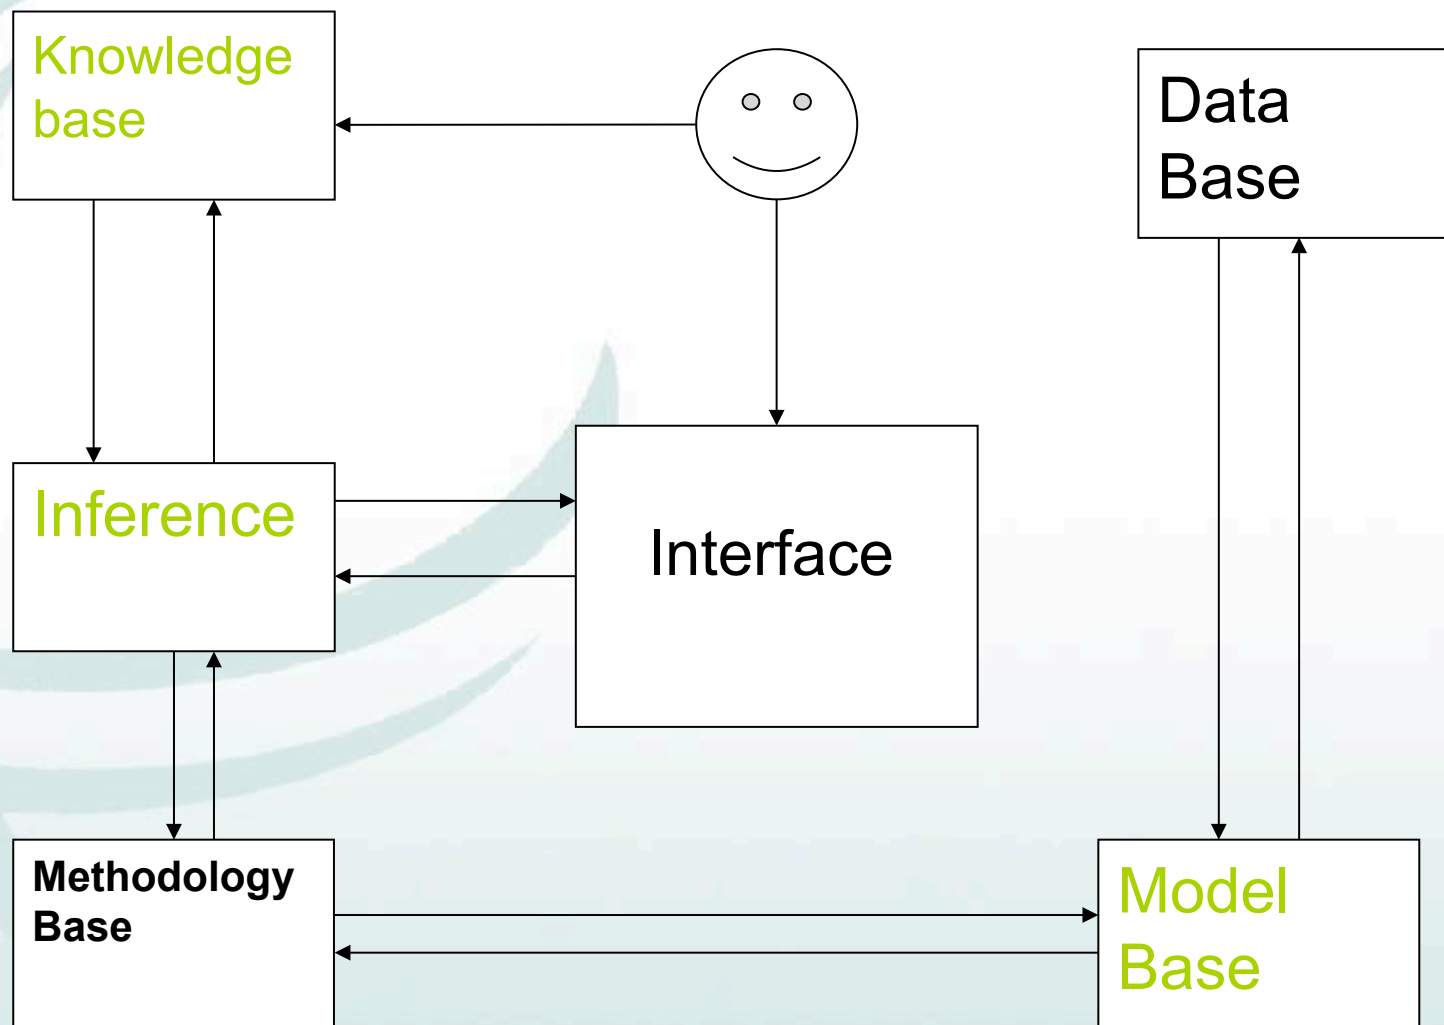 Knowledge
base
Data
Base
Inference
Interface
Methodology
Base
Model
Base